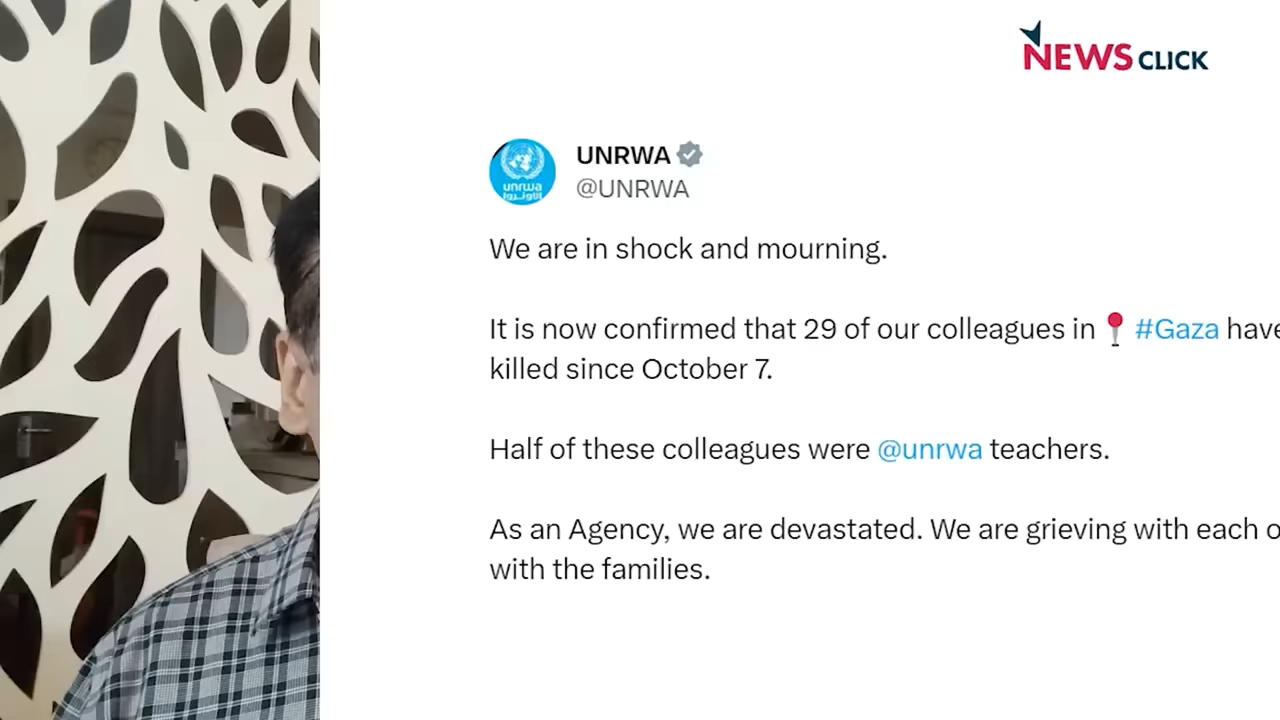 NEWS CLICK
UNRWA
unrwa
الأونروا
@UNRWA
We are in shock and mourning.
It is now confirmed that 29 of our colleagues in #Gaza have
killed since October 7.
Half of these colleagues were @unrwa teachers.
As an Agency, we are devastated. We are grieving with each o
with the families.